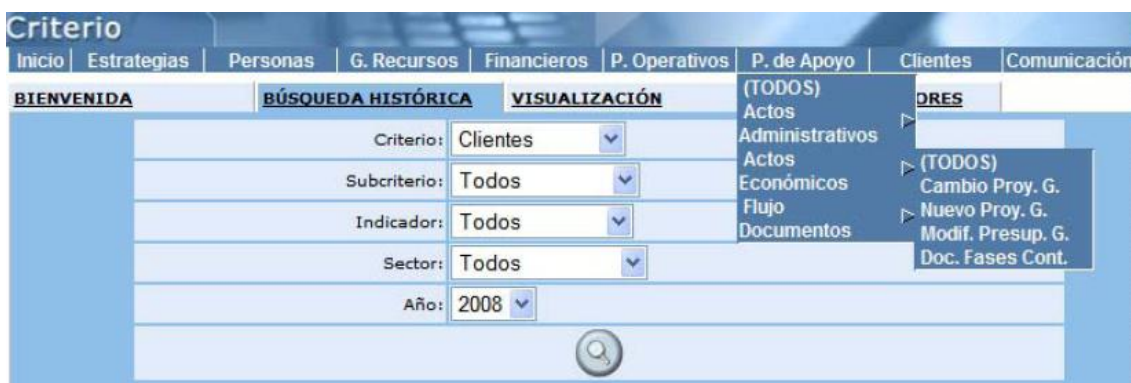 Criterio
Inicio Estrategias Personas G. Recursos Financieros P. Operativos P. de Apoyo Clientes Comunicación
BIENVENIDA BÚSQUEDA HISTÓRICA VISUALIZACIÓN ORES
(TODOS)
Actos
Administrativos
Actos
Económicos
Flujo
Documentos
(TODOS)
Cambio Proy. G.
Nuevo Proy. G.
Modif. Presup. G.
Doc. Fases Cont.
Criterio: Clientes
Subcriterio: Todos
Indicador: Todos
Sector: Todos
Año: 2008